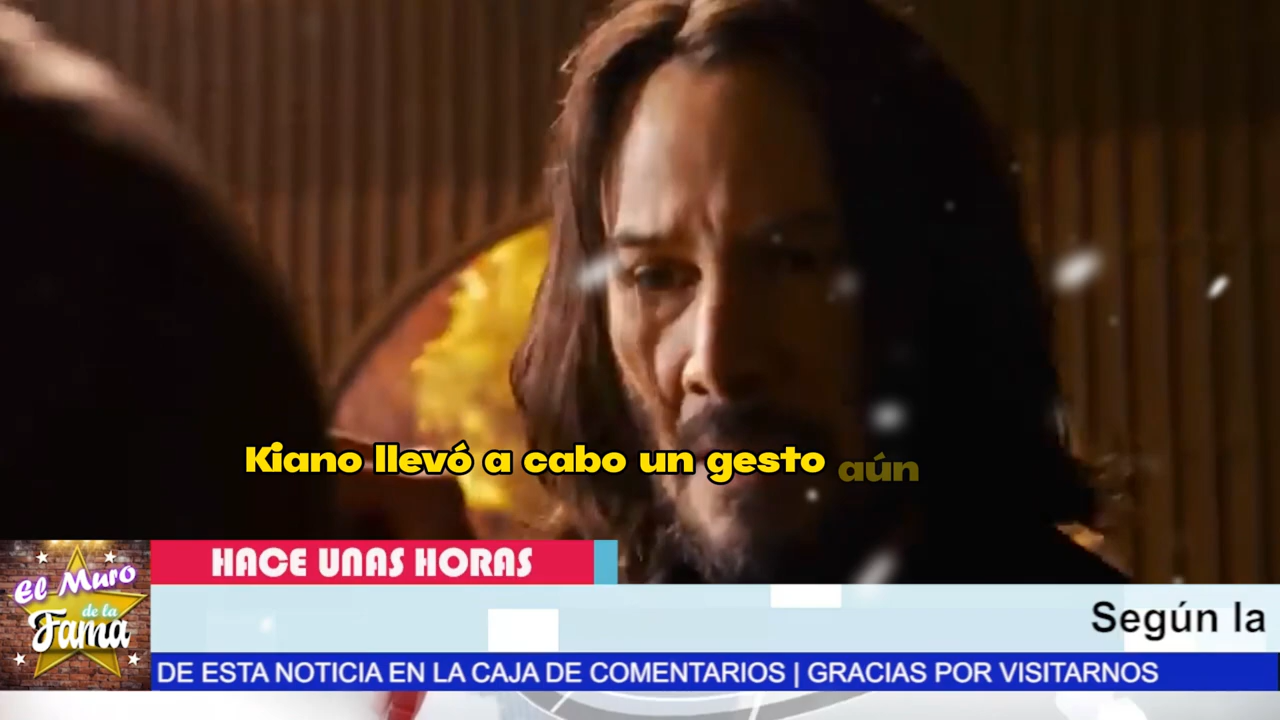 Kiano llevó a cabo un gesto aún
HACE UNAS HORAS
El Muro
de la
Fama
Según la
DE ESTA NOTICIA EN LA CAJA DE COMENTARIOS | GRACIAS POR VISITARNOS